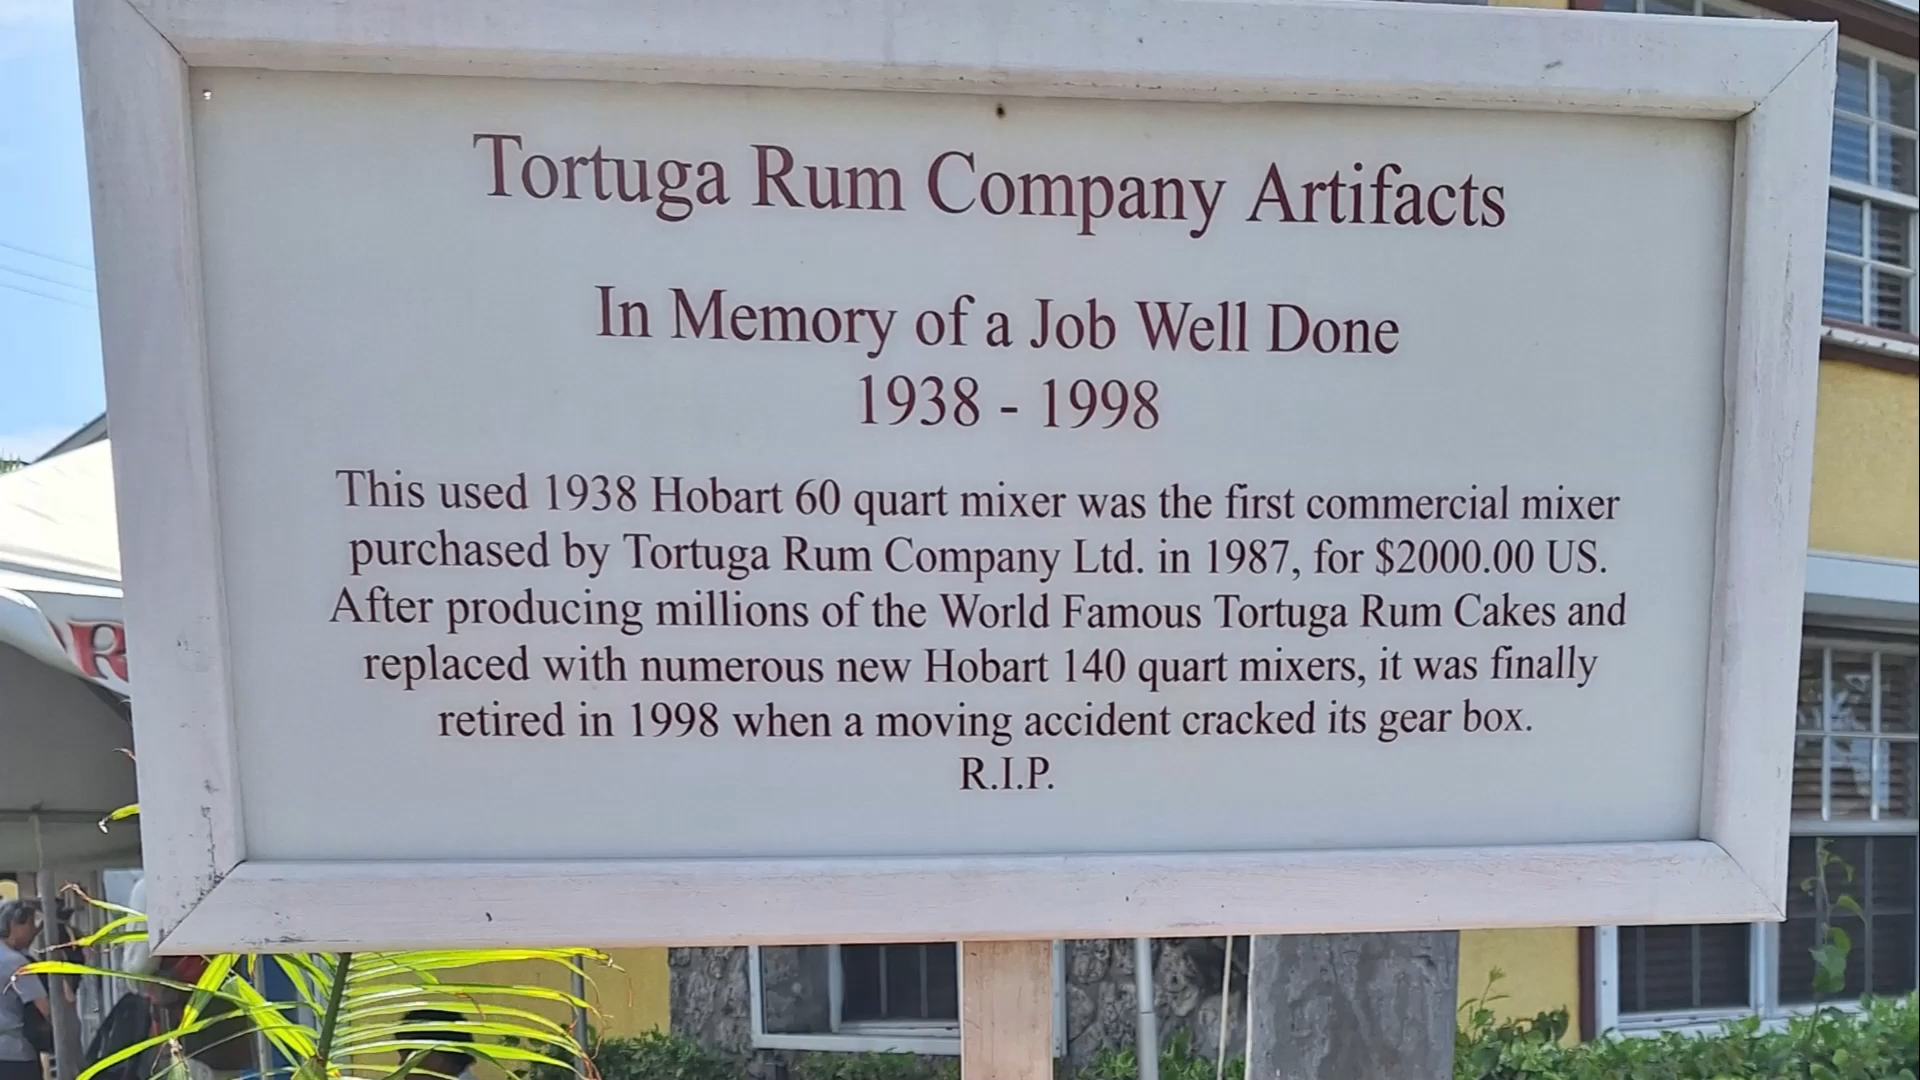 Tortuga Rum Company Artifacts
In Memory of a Job Well Done
1938 - 1998
This used 1938 Hobart 60 quart mixer was the first commercial mixer
purchased by Tortuga Rum Company Ltd. in 1987, for $2000.00 US.
After producing millions of the World Famous Tortuga Rum Cakes and
replaced with numerous new Hobart 140 quart mixers, it was finally
retired in 1998 when a moving accident cracked its gear box.
R.I.P.
R